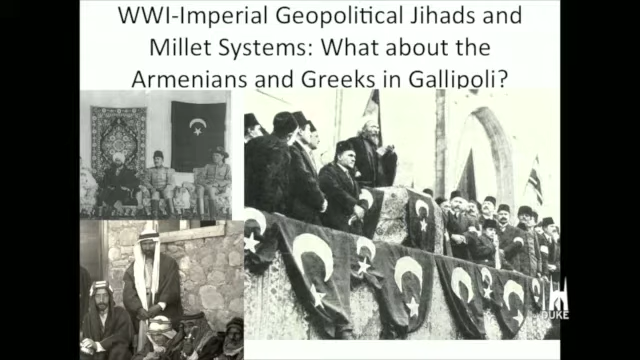 WWI-Imperial Geopolitical Jihads and
Millet Systems: What about the
Armenians and Greeks in Gallipoli?
DUKE